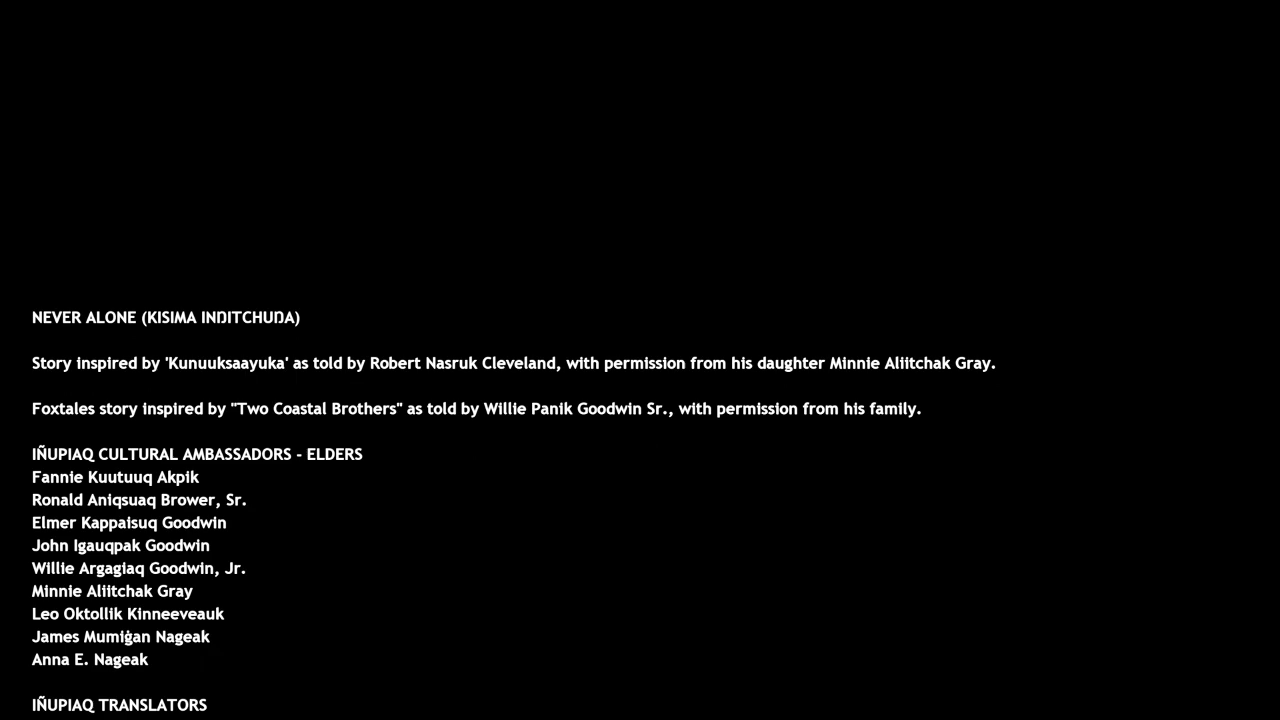 NEVER ALONE (KISIMA IŊITCHUŊA)
Story inspired by 'Kunuuksaayuka' as told by Robert Nasruk Cleveland, with permission from his daughter Minnie Aliitchak Gray.
Foxtales story inspired by "Two Coastal Brothers" as told by Willie Panik Goodwin Sr., with permission from his family.
IÑUPIAQ CULTURAL AMBASSADORS - ELDERS
Fannie Kuutuuq Akpik
Ronald Aniqsuaq Brower, Sr.
Elmer Kappaisuq Goodwin
John Igauqpak Goodwin
Willie Argagiaq Goodwin, Jr.
Minnie Aliitchak Gray
Leo Oktollik Kinneeveauk
James Mumiġan Nageak
Anna E. Nageak
IÑUPIAQ TRANSLATORS